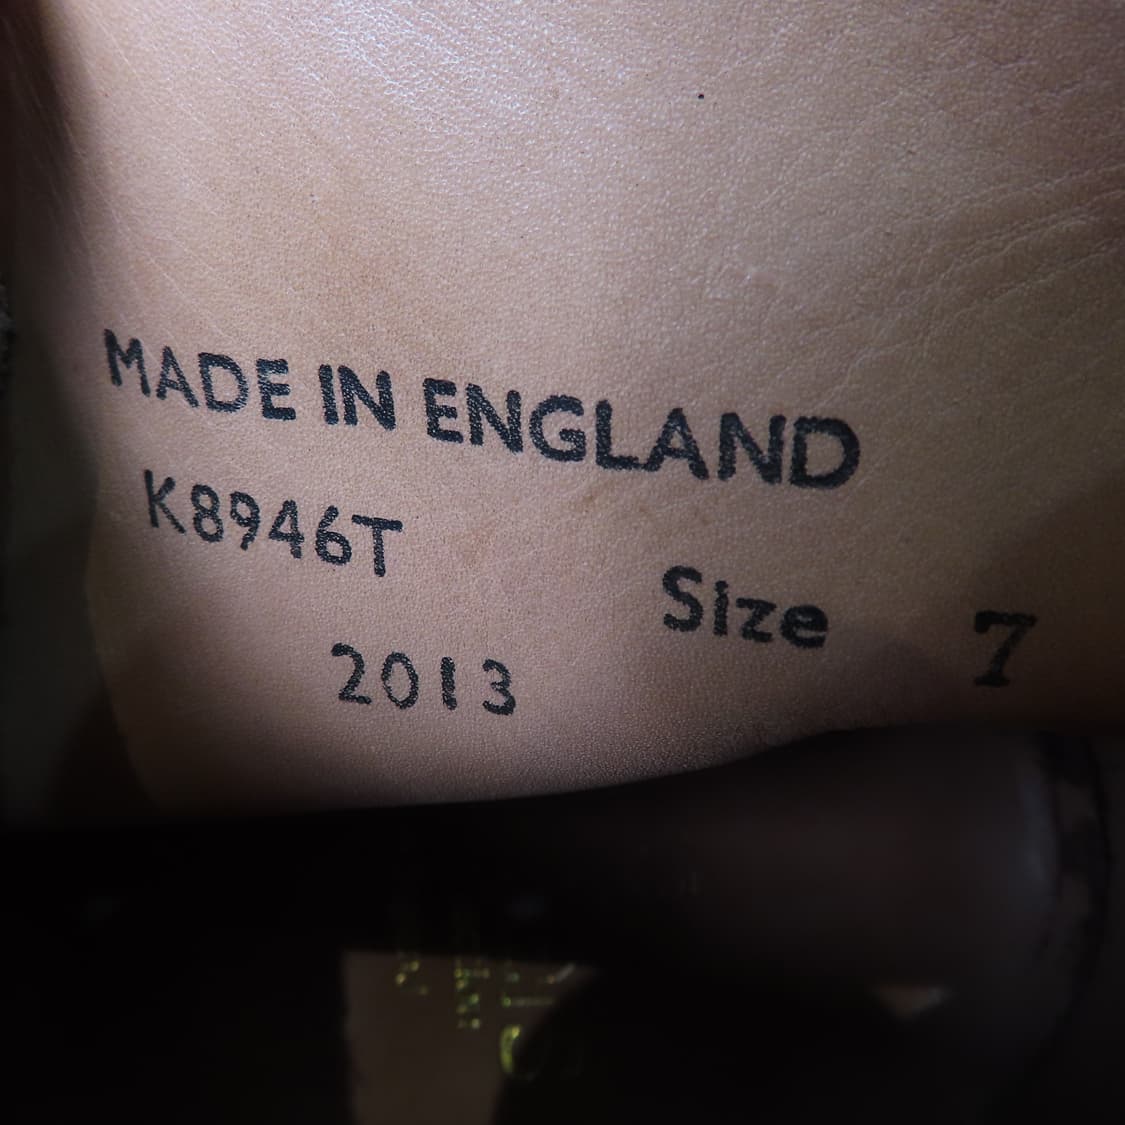 MADE IN ENGLAND
K8946T
Size 7
2013